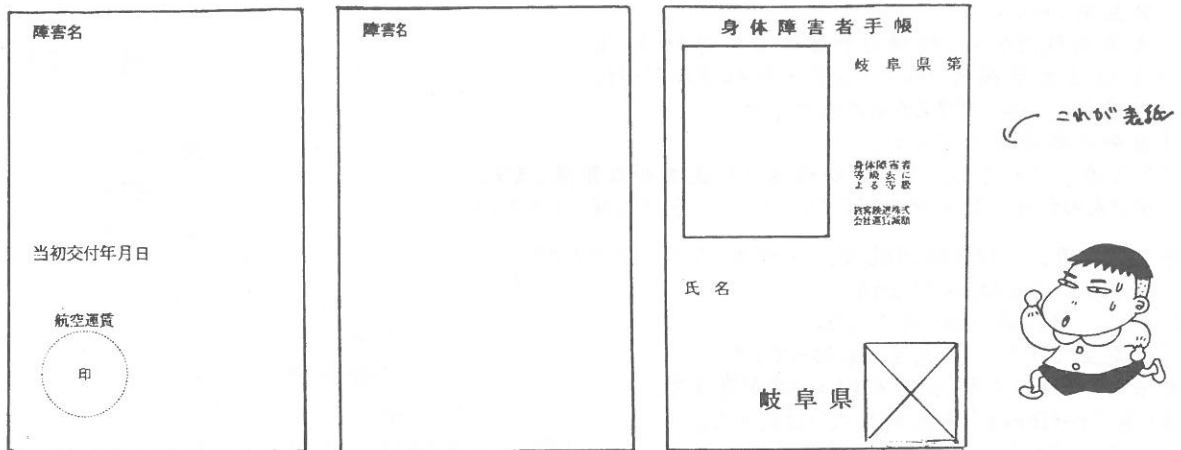 障害名
当初交付年月日
航空運賃
印
障害名
身体障害者手帳
岐阜県第
身体障害者
等級表に
よる等級
旅客鉄道株式
会社運賃減額
氏名
岐阜県
これが表紙